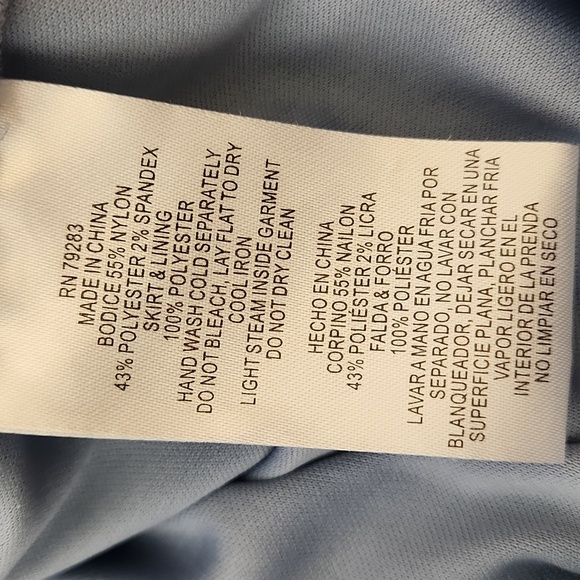 RN 79283
MADE IN CHINA
BODICE 55% NYLON
43% POLYESTER 2% SPANDEX
SKIRT & LINING
100% POLYESTER
HAND WASH COLD SEPARATELY
DO NOT BLEACH, LAY FLAT TO DRY
COOL IRON
LIGHT STEAM INSIDE GARMENT
DO NOT DRY CLEAN
HECHO EN CHINA
CORPINO 55% NAILON
43% POLIÉSTER 2% LICRA
FALDA & FORRO
100% POLIÉSTER
LAVAR A MANO EN AGUA FRIA POR
SEPARADO, NO LAVAR CON
BLANQUEADOR, DEJAR SECAR EN UNA
SUPERFICIE PLANA, PLANCHAR FRIA
VAPOR LIGERO EN EL
INTERIOR DE LA PRENDA
NO LIMPIAR EN SECO